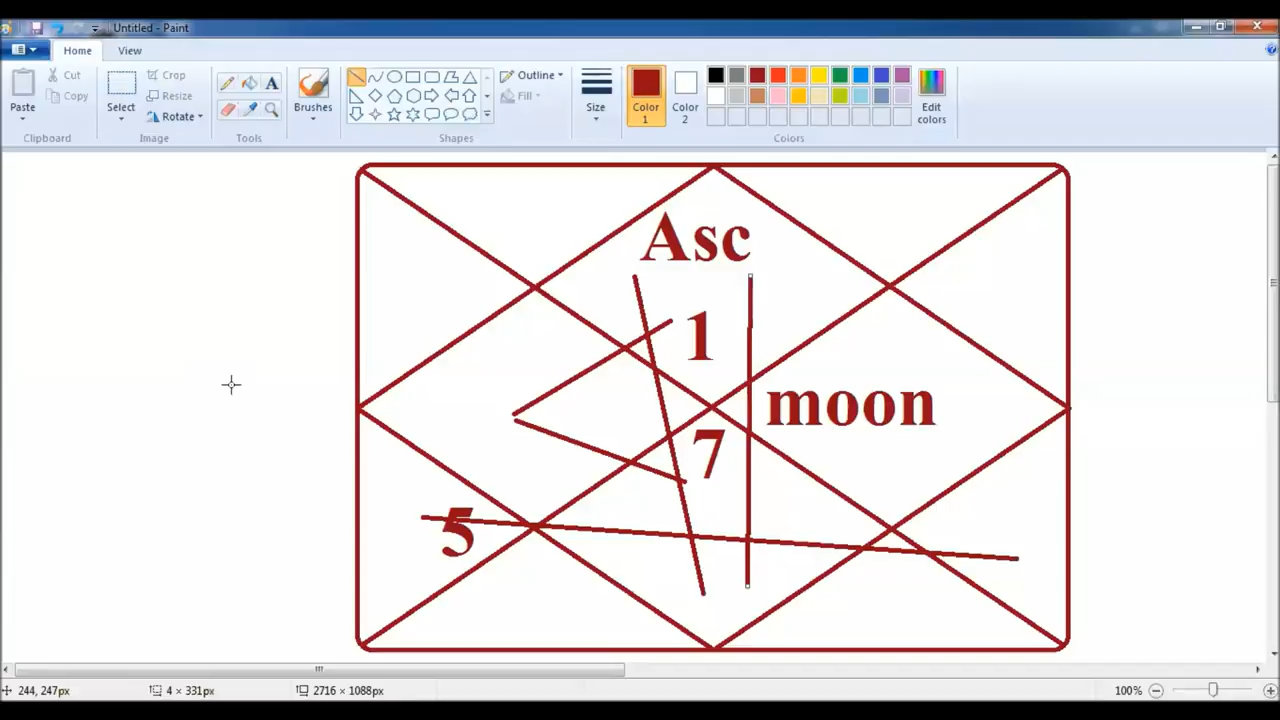 Untitled - Paint
Home View
Paste
Cut
Copy
Clipboard
Select
Crop
Resize
Rotate
Image
A
Tools
Brushes
Outline
Fill
Shapes
Size
Color 1
Color 2
Edit colors
Colors
Asc
1
moon
7
5
244, 247px 4 × 331px 2716 × 1088px 100%